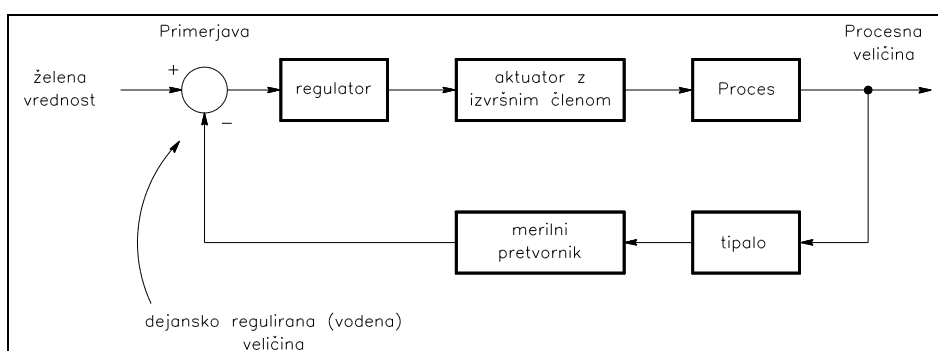 Primerjava
Procesna
veličina
želena
vrednost
+
regulator
aktuator z
izvršnim členom
Proces
−
merilni
pretvornik
tipalo
dejansko regulirana (vodena)
veličina